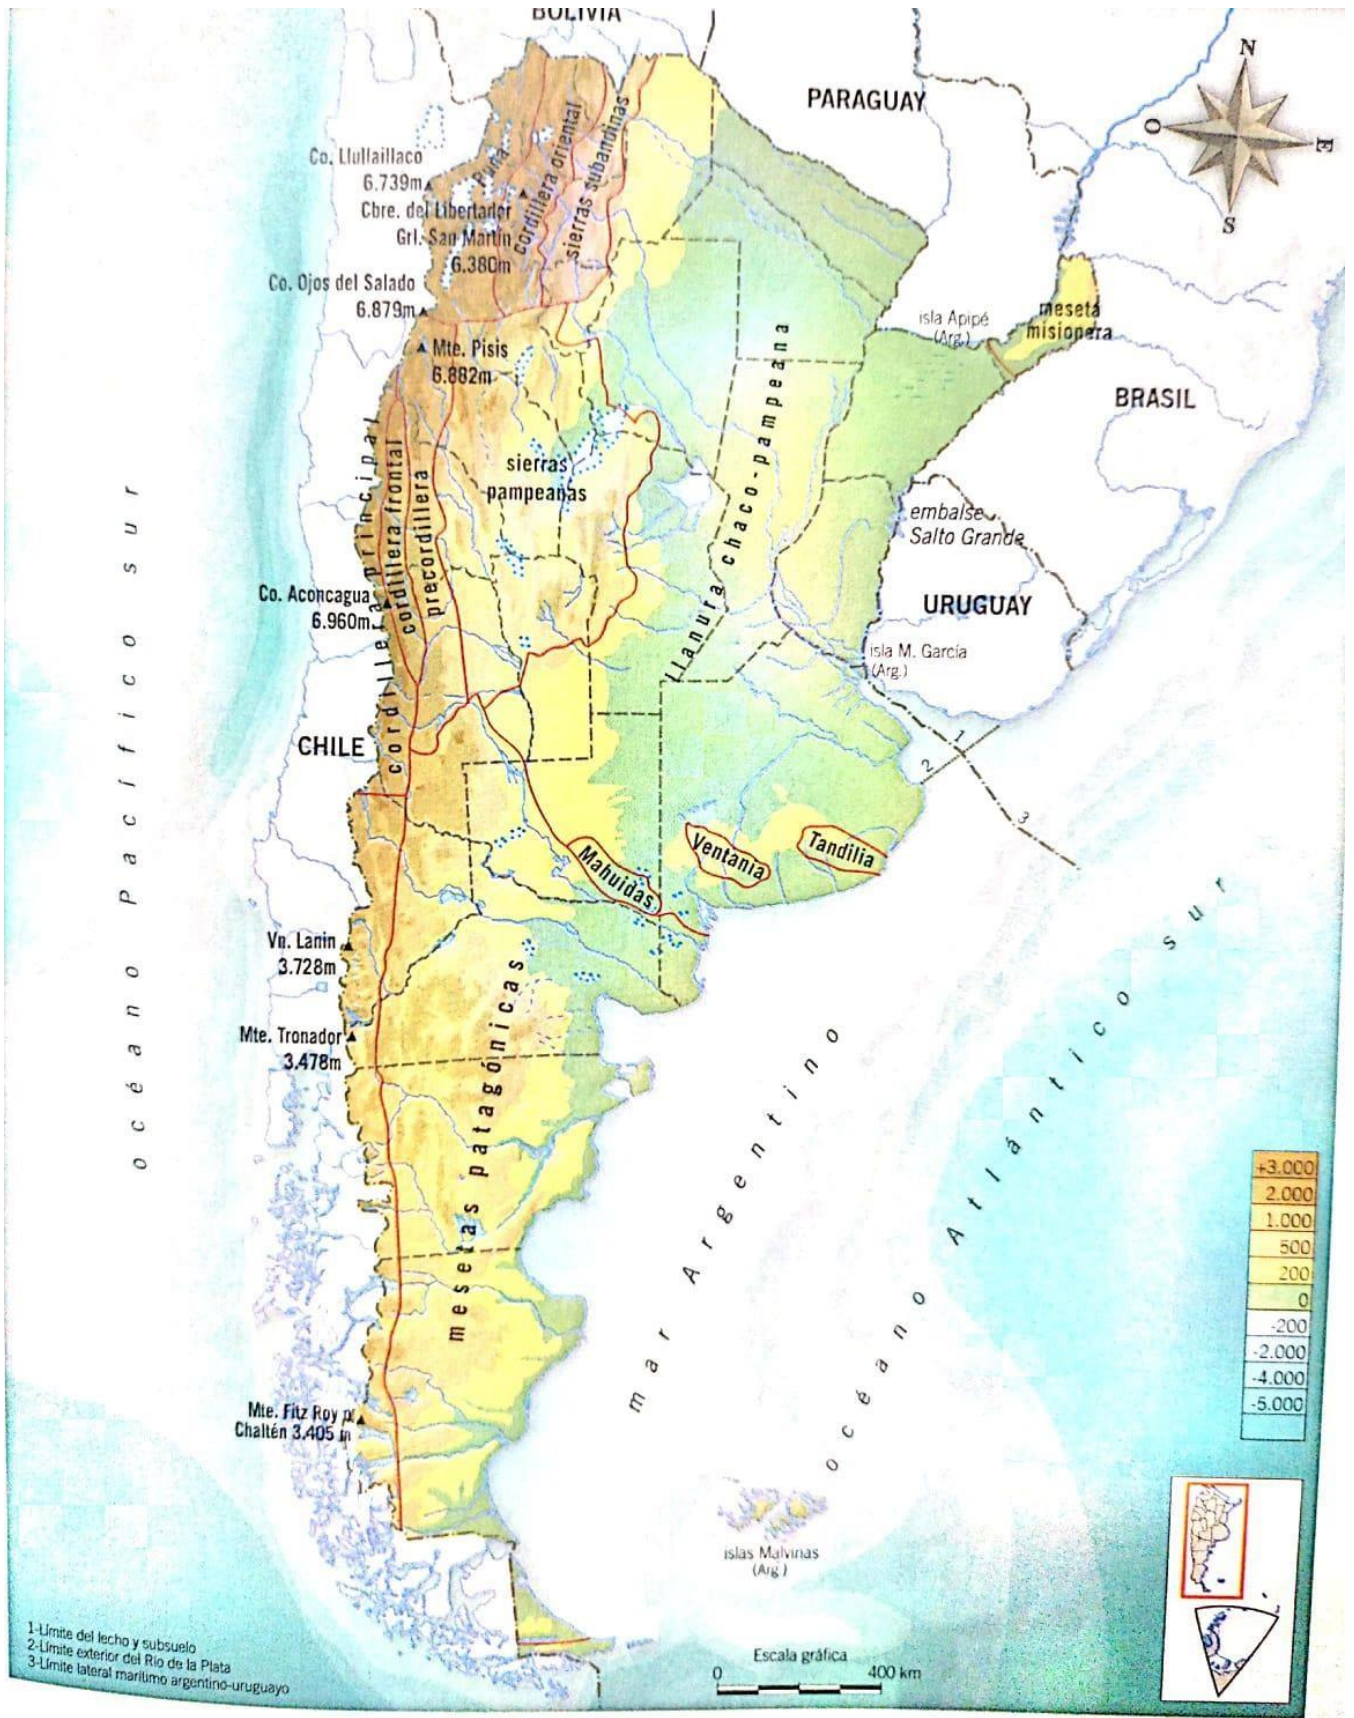 BOLIVIA
PARAGUAY
N
O
E
S
Co. Llullaillaco
6.739m
Puna
cordillera oriental
sierras subandinas
Cbre. del Libertador
Grl. San Martín
6.380m
Co. Ojos del Salado
6.879m
Mte. Pisis
6.882m
isla Apipé
(Arg.)
meseta
misionera
BRASIL
sierras
pampeanas
llanura chaco-pampeana
cordillera principal
cordillera frontal
precordillera
embalse
Salto Grande
URUGUAY
Co. Aconcagua
6.960m
isla M. García
(Arg.)
CHILE
1
2
3
océano Pacífico sur
Mahuidas
Ventania
Tandilia
Vn. Lanin
3.728m
Mte. Tronador
3.478m
mesetas patagónicas
mar Argentino
océano Atlántico sur
+3.000
2.000
1.000
500
200
0
-200
-2.000
-4.000
-5.000
Mte. Fitz Roy o
Chaltén 3.405 m
islas Malvinas
(Arg.)
1-Límite del lecho y subsuelo
2-Límite exterior del Río de la Plata
3-Límite lateral marítimo argentino-uruguayo
Escala gráfica
0 400 km